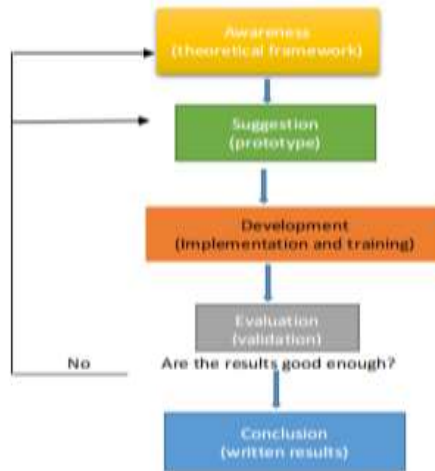 Awareness
(theoretical framework)
Suggestion
(prototype)
Development
(Implementation and training)
Evaluation
(validation)
No
Are the results good enough?
Conclusion
(written results)